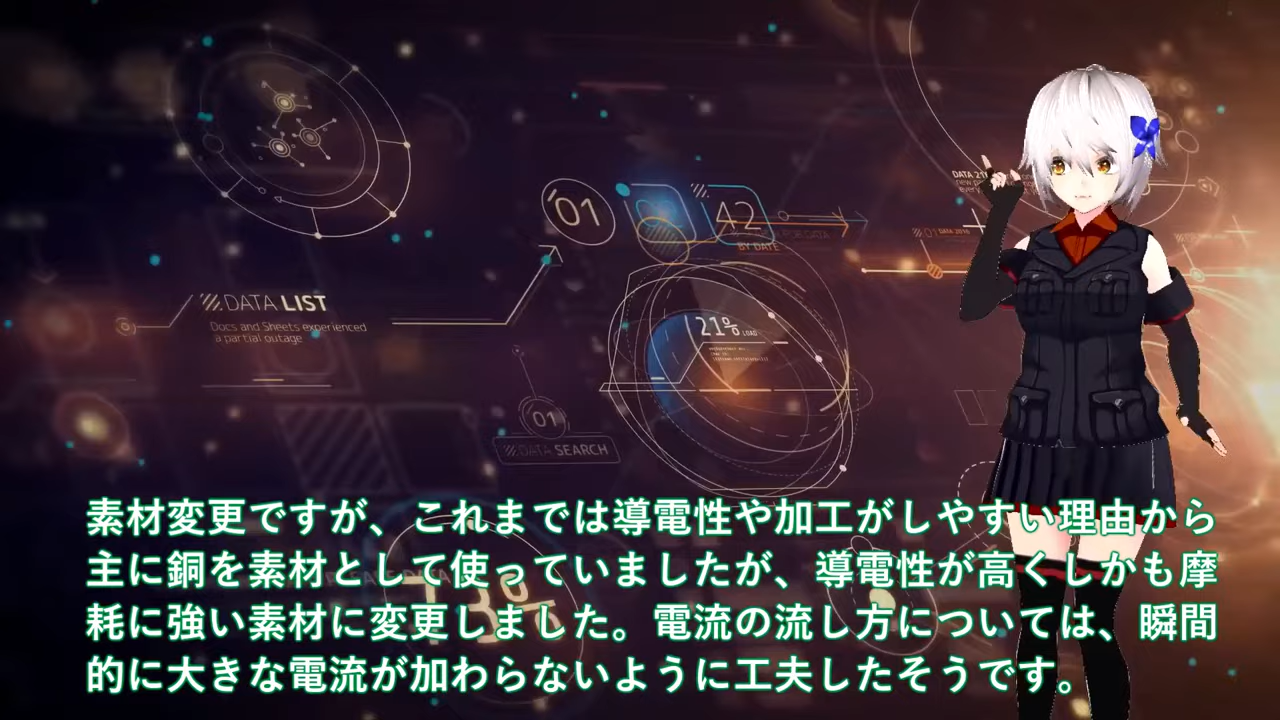 01
42
BY DATE
DATA LIST
Docs and Sheets experienced
a partial outage
21% LOAD
01
DATA SEARCH
素材変更ですが、これまでは導電性や加工がしやすい理由から
主に銅を素材として使っていましたが、導電性が高くしかも摩
耗に強い素材に変更しました。電流の流し方については、瞬間
的に大きな電流が加わらないように工夫したそうです。